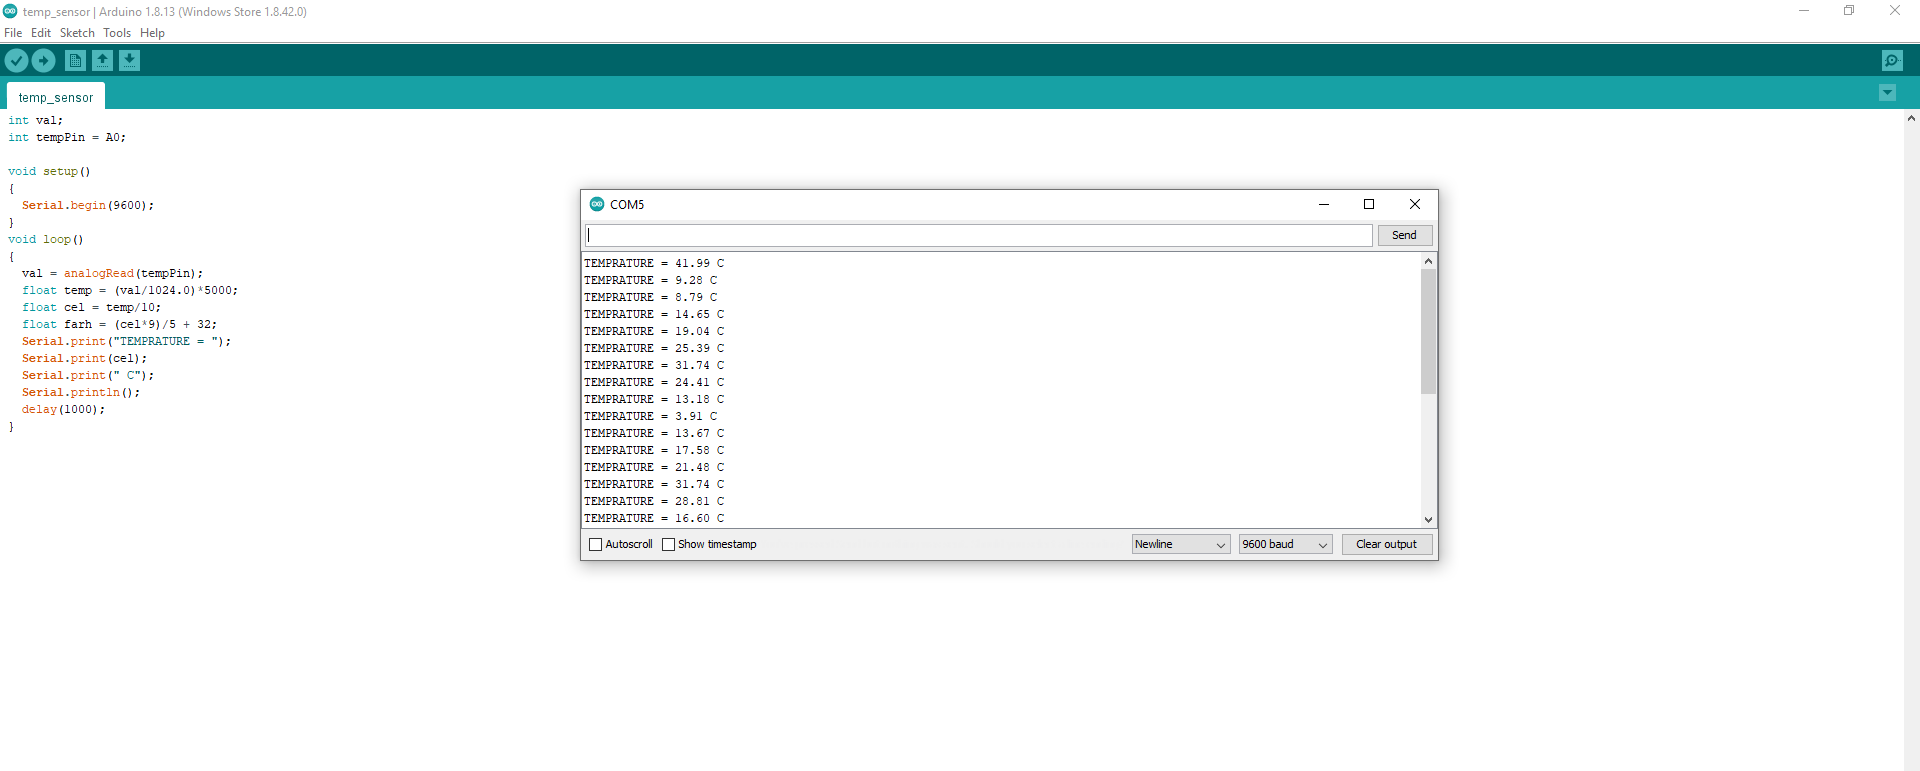 temp_sensor | Arduino 1.8.13 (Windows Store 1.8.42.0)
File Edit Sketch Tools Help
temp_sensor
int val;
int tempPin = A0;
void setup()
{
  Serial.begin(9600);
}
void loop()
{
  val = analogRead(tempPin);
  float temp = (val/1024.0)*5000;
  float cel = temp/10;
  float farh = (cel*9)/5 + 32;
  Serial.print("TEMPRATURE = ");
  Serial.print(cel);
  Serial.print(" C");
  Serial.println();
  delay(1000);
}
COM5
Send
TEMPRATURE = 41.99 C
TEMPRATURE = 9.28 C
TEMPRATURE = 8.79 C
TEMPRATURE = 14.65 C
TEMPRATURE = 19.04 C
TEMPRATURE = 25.39 C
TEMPRATURE = 31.74 C
TEMPRATURE = 24.41 C
TEMPRATURE = 13.18 C
TEMPRATURE = 3.91 C
TEMPRATURE = 13.67 C
TEMPRATURE = 17.58 C
TEMPRATURE = 21.48 C
TEMPRATURE = 31.74 C
TEMPRATURE = 28.81 C
TEMPRATURE = 16.60 C
Autoscroll Show timestamp Newline 9600 baud Clear output